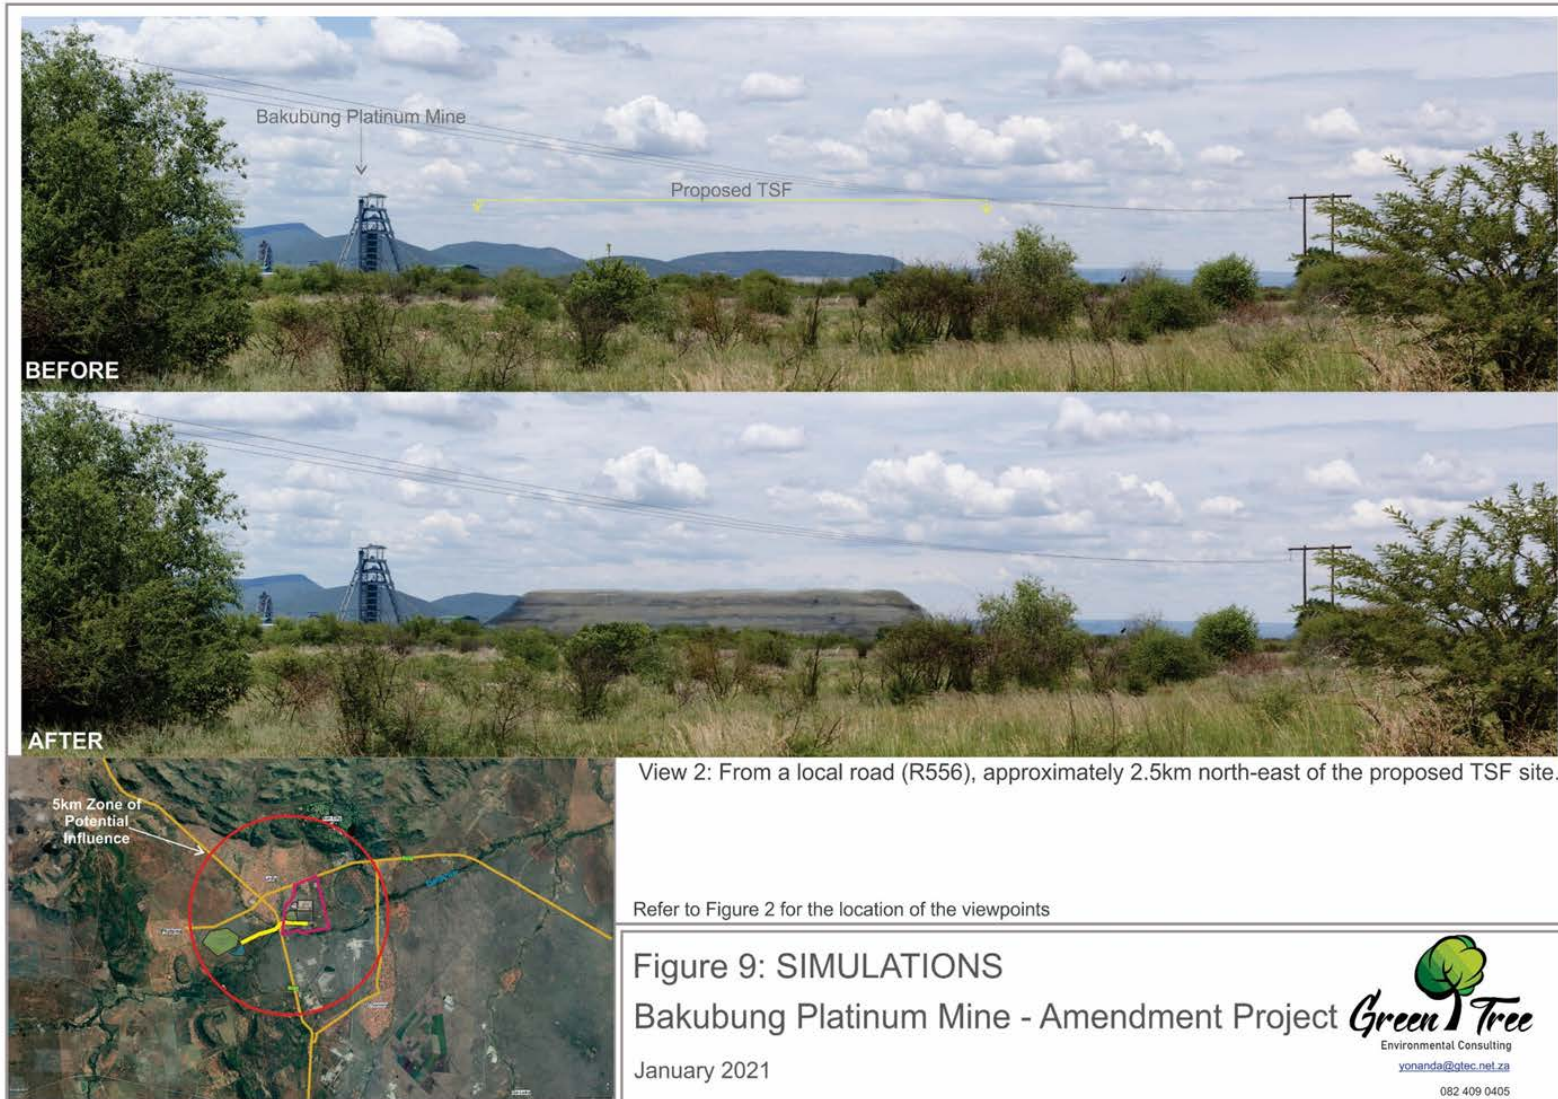 Bakubung Platinum Mine
Proposed TSF
BEFORE
AFTER
5km Zone of
Potential
Influence
View 2: From a local road (R556), approximately 2.5km north-east of the proposed TSF site.
Refer to Figure 2 for the location of the viewpoints
Figure 9: SIMULATIONS
Bakubung Platinum Mine - Amendment Project
January 2021
Green Tree
Environmental Consulting
yonanda@gtec.net.za
082 409 0405